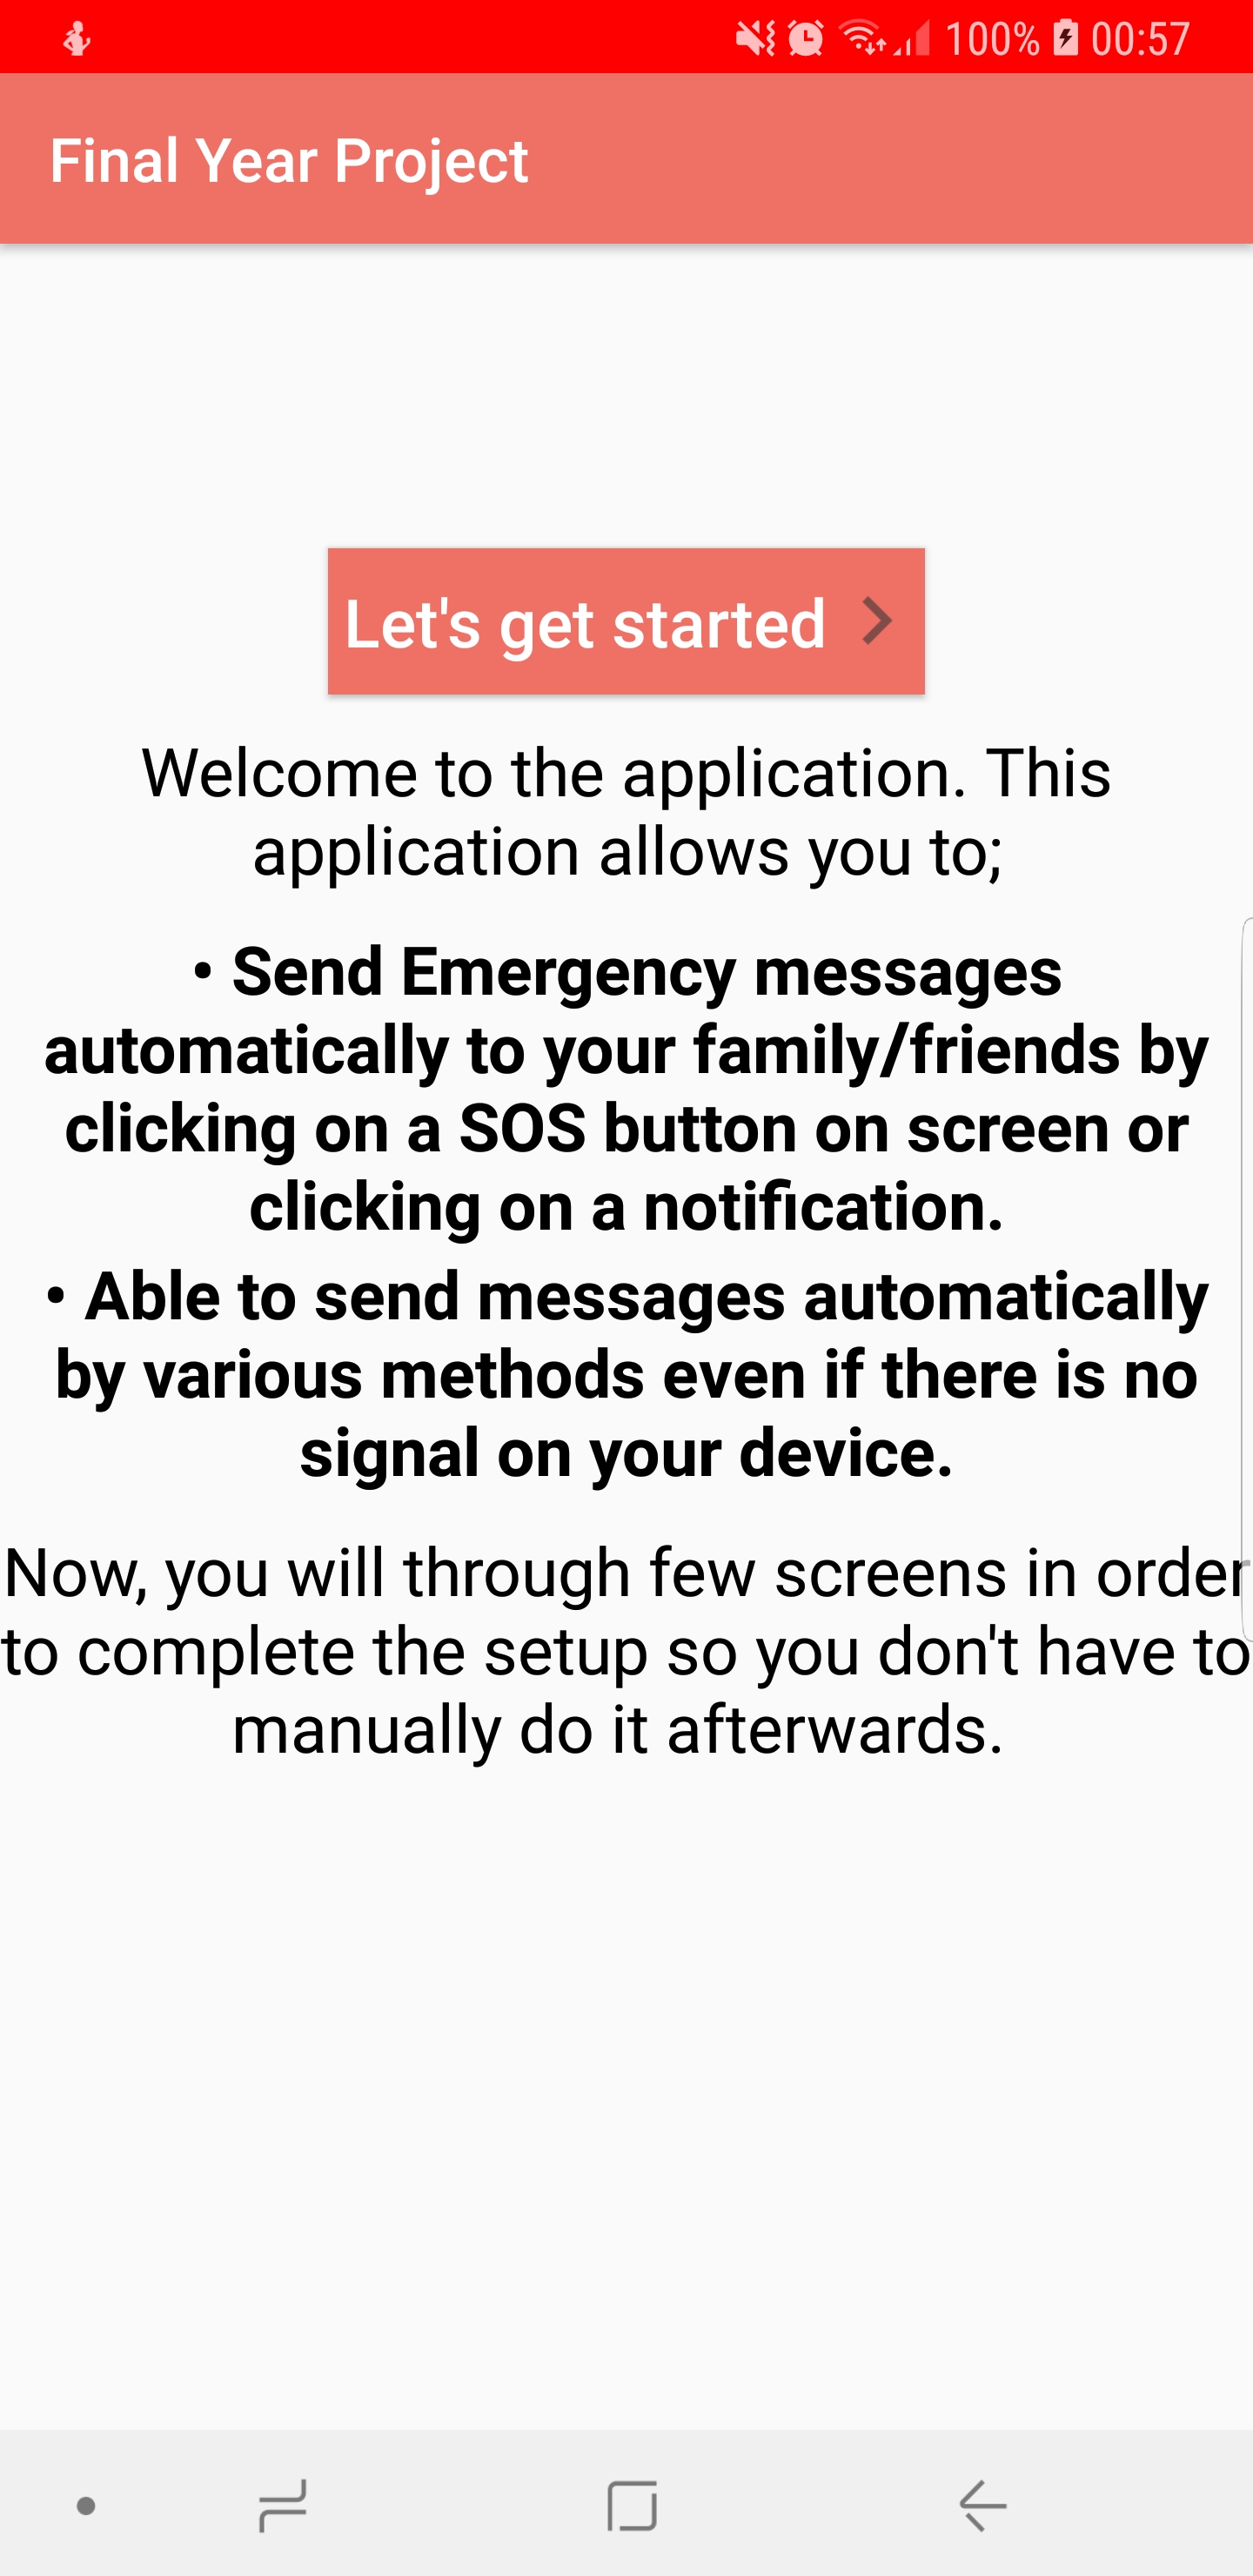 100% 00:57
Final Year Project
Let's get started
Welcome to the application. This
application allows you to;
• Send Emergency messages
automatically to your family/friends by
clicking on a SOS button on screen or
clicking on a notification.
• Able to send messages automatically
by various methods even if there is no
signal on your device.
Now, you will through few screens in order
to complete the setup so you don't have to
manually do it afterwards.